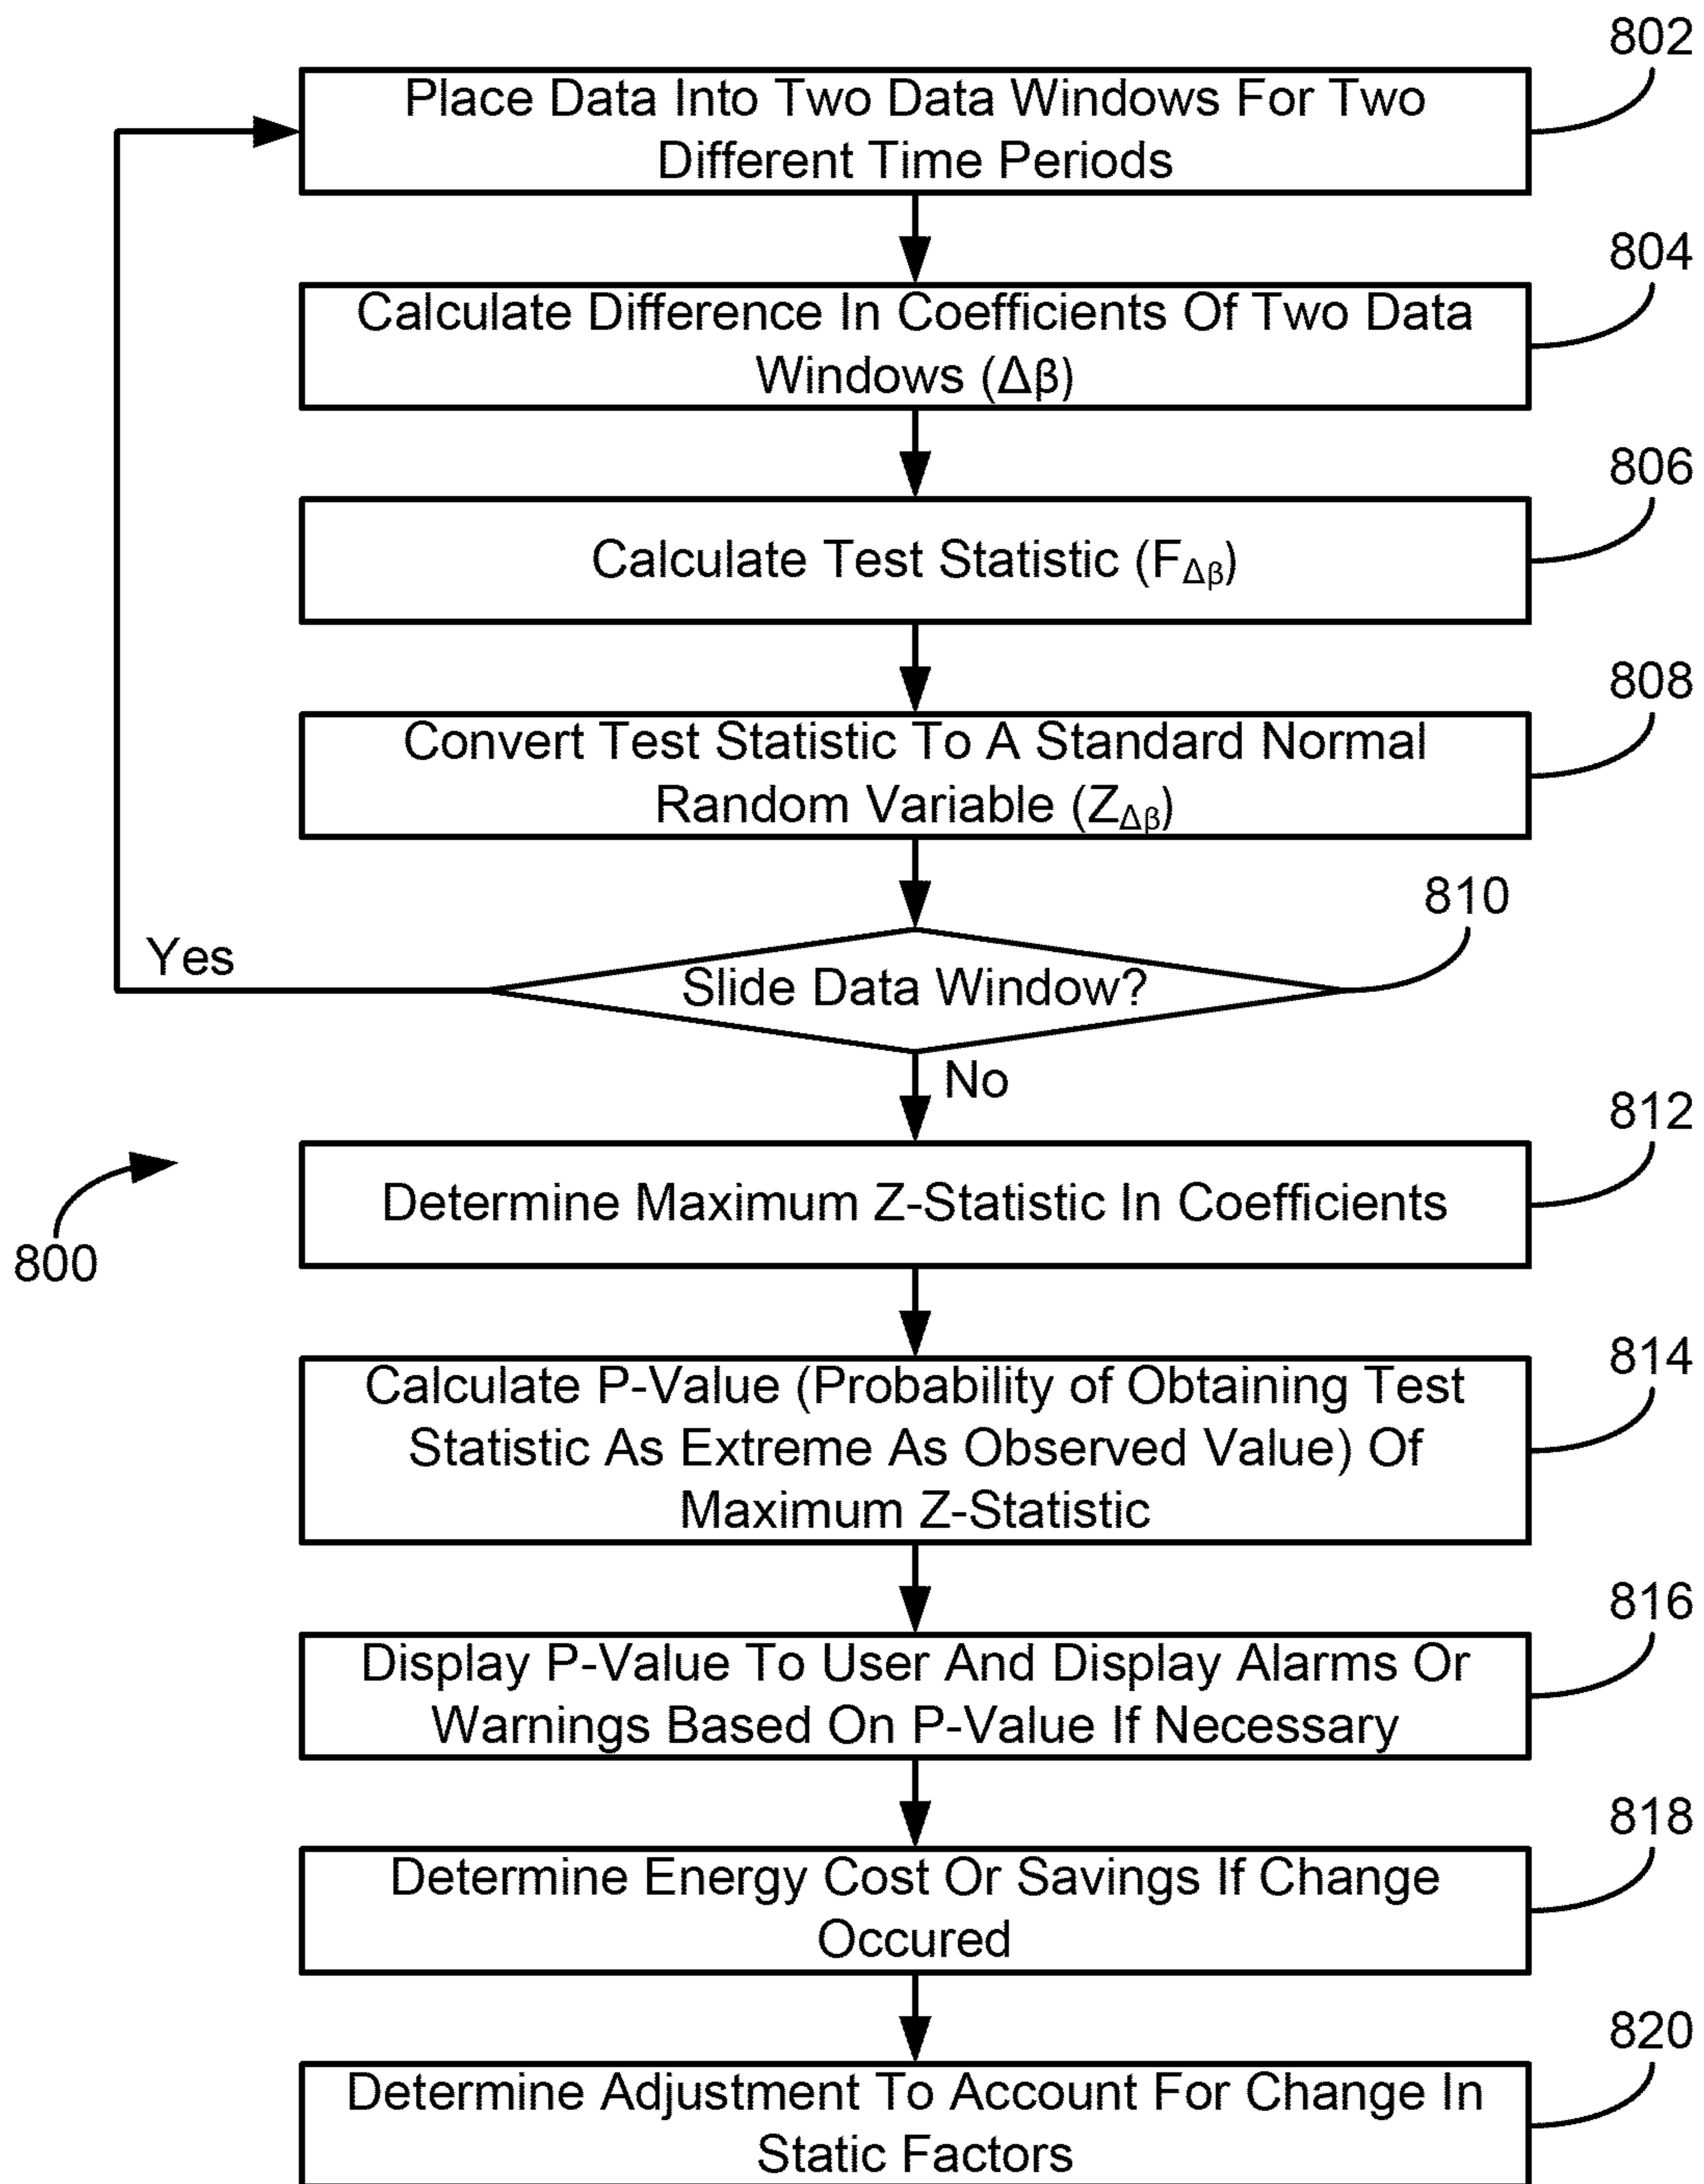 802
Place Data Into Two Data Windows For Two
Different Time Periods
804
Calculate Difference In Coefficients Of Two Data
Windows (Δβ)
806
Calculate Test Statistic (FΔβ)
808
Convert Test Statistic To A Standard Normal
Random Variable (ZΔβ)
810
Yes
Slide Data Window?
No
812
Determine Maximum Z-Statistic In Coefficients
800
814
Calculate P-Value (Probability of Obtaining Test
Statistic As Extreme As Observed Value) Of
Maximum Z-Statistic
816
Display P-Value To User And Display Alarms Or
Warnings Based On P-Value If Necessary
818
Determine Energy Cost Or Savings If Change
Occured
820
Determine Adjustment To Account For Change In
Static Factors